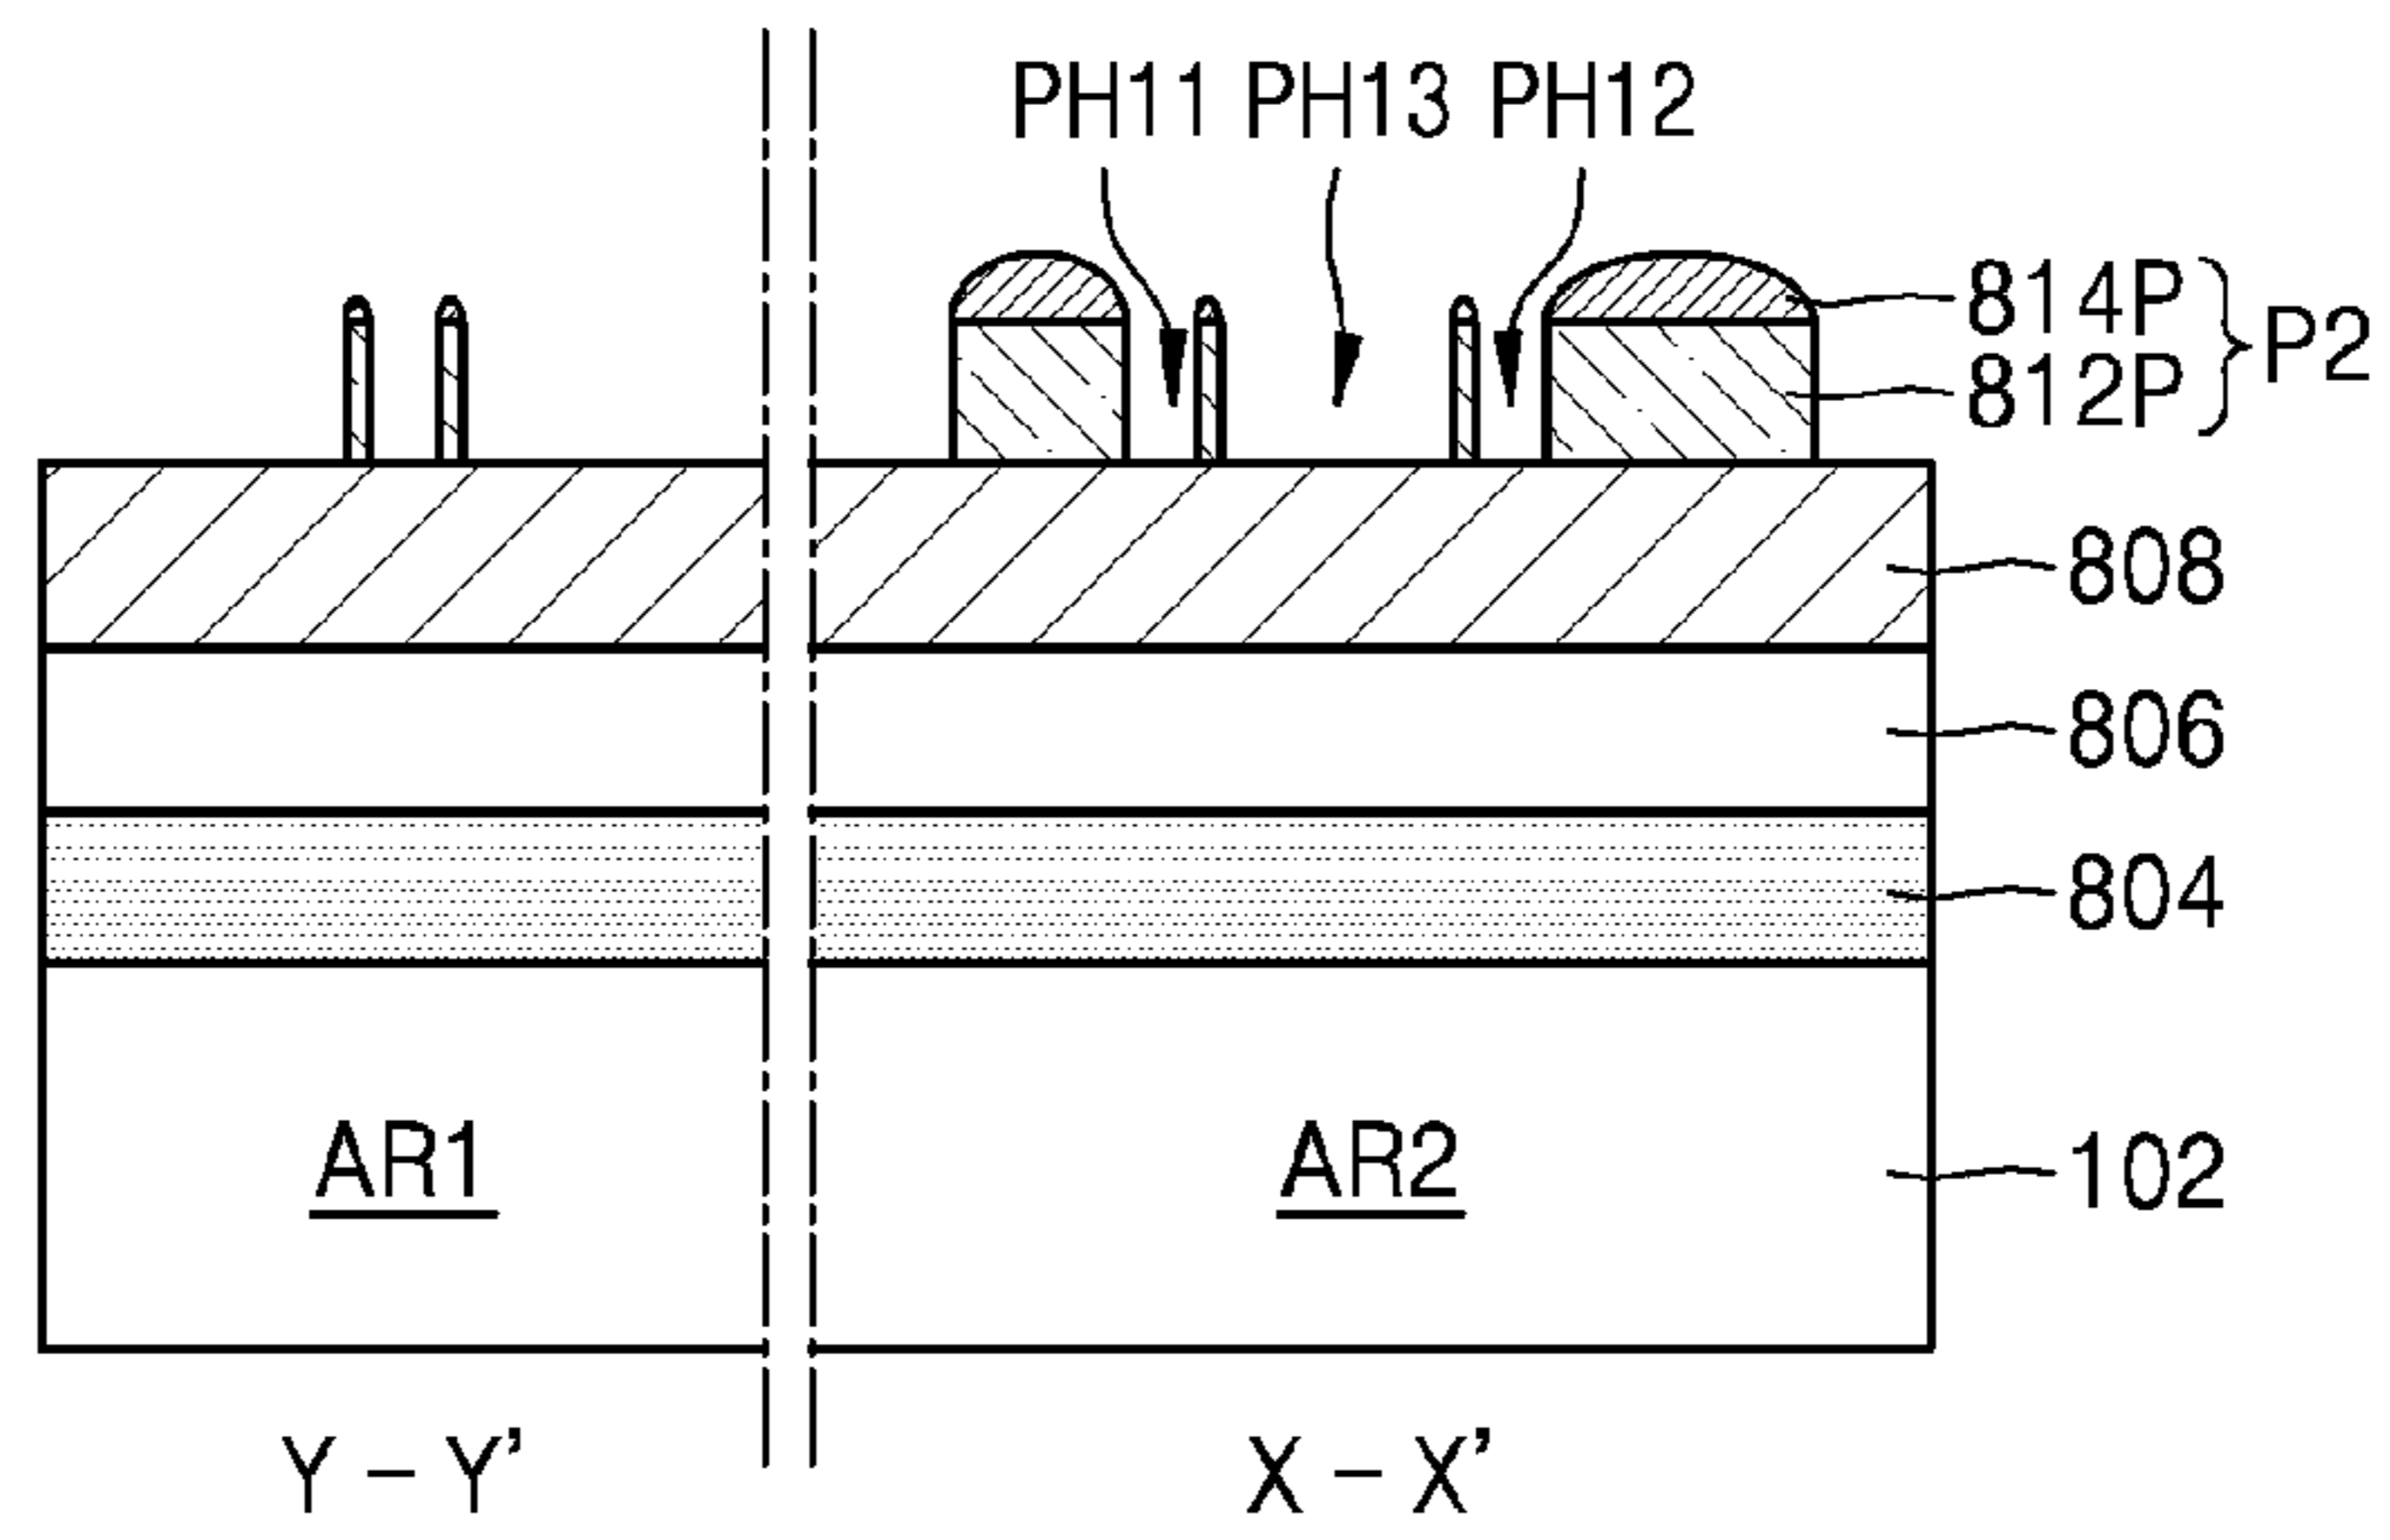 PH11 PH13 PH12
814P
812P
P2
808
806
804
102
AR1
AR2
Y – Y’
X – X’